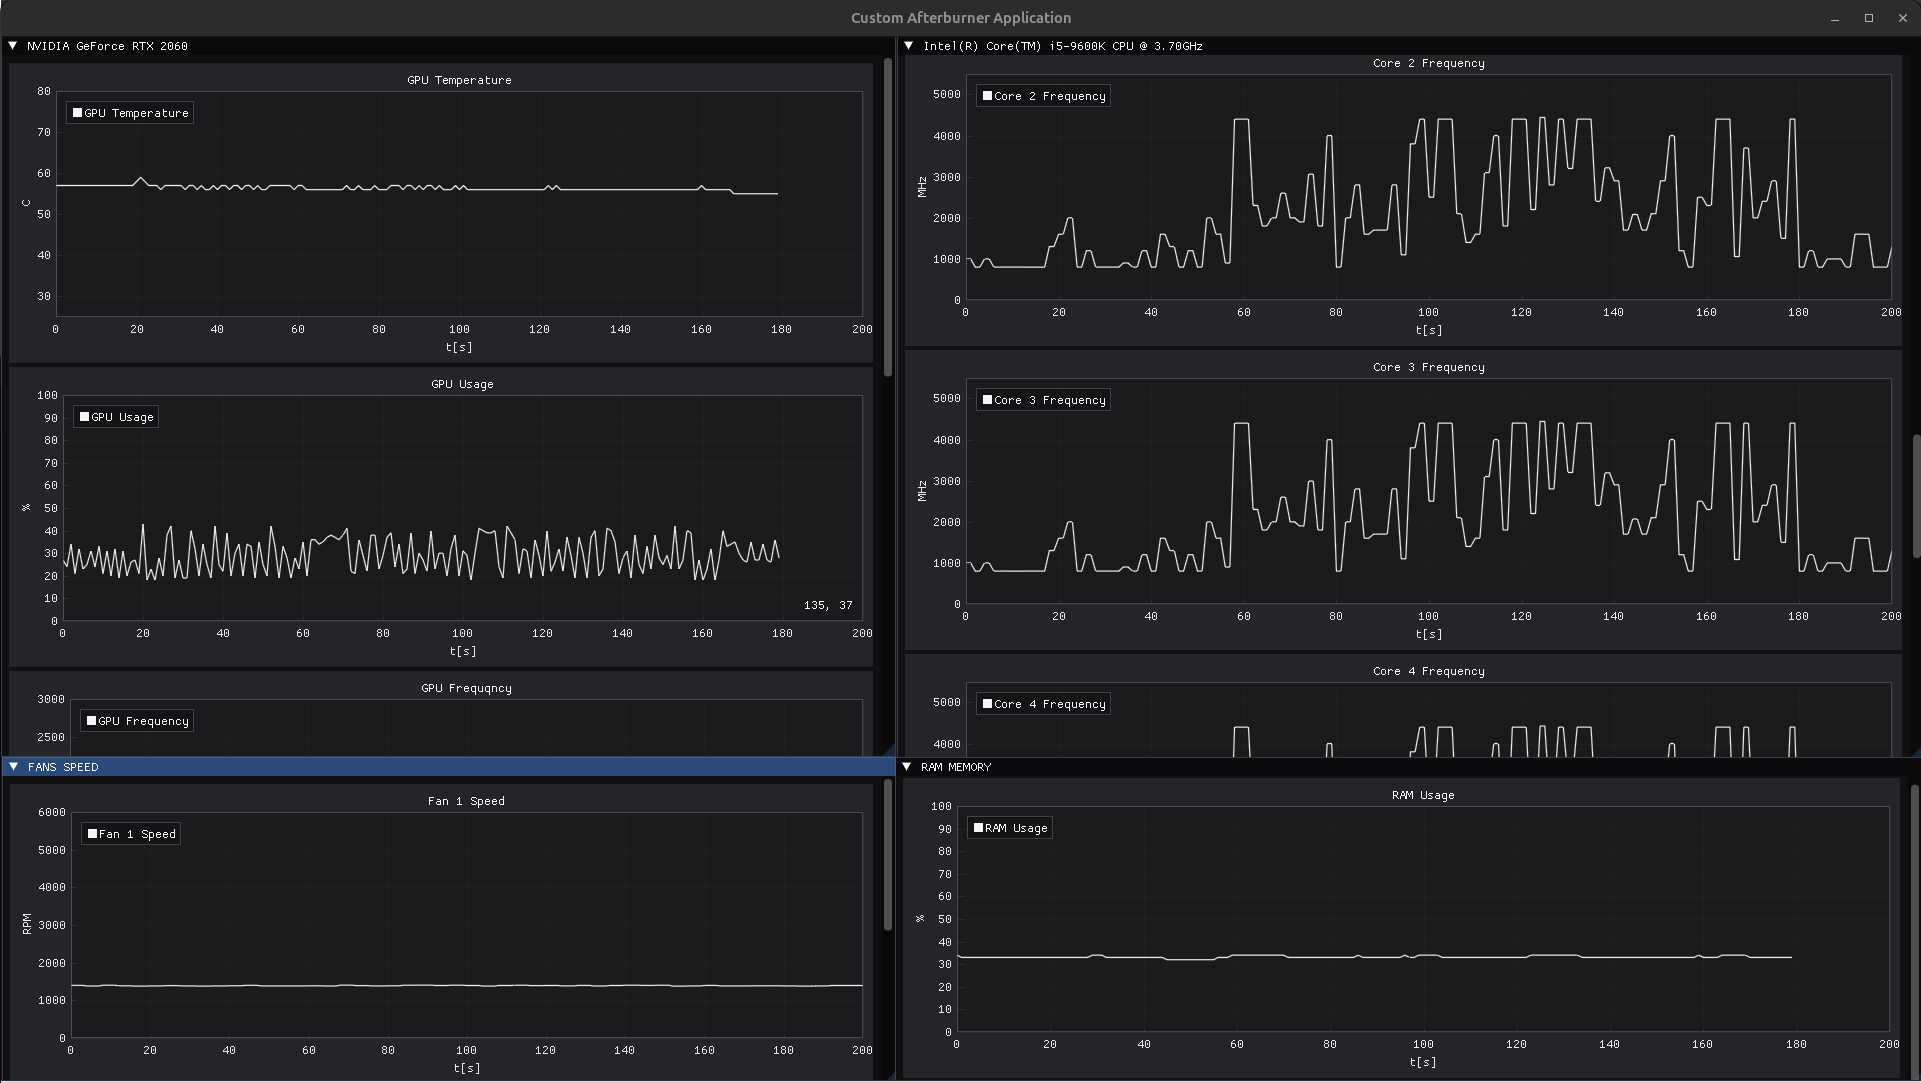 Custom Afterburner Application
NVIDIA GeForce RTX 2060
GPU Temperature
GPU Temperature
80
70
60
50
40
30
C
0 20 40 60 80 100 120 140 160 180 200
t[s]
GPU Usage
GPU Usage
100
90
80
70
60
50
40
30
20
10
0
%
135, 37
0 20 40 60 80 100 120 140 160 180 200
t[s]
GPU Frequqncy
GPU Frequency
3000
2500
Intel(R) Core(TM) i5-9600K CPU @ 3.70GHz
Core 2 Frequency
Core 2 Frequency
5000
4000
3000
2000
1000
0
MHz
0 20 40 60 80 100 120 140 160 180 200
t[s]
Core 3 Frequency
Core 3 Frequency
5000
4000
3000
2000
1000
0
MHz
0 20 40 60 80 100 120 140 160 180 200
t[s]
Core 4 Frequency
Core 4 Frequency
5000
4000
FANS SPEED
Fan 1 Speed
Fan 1 Speed
6000
5000
4000
3000
2000
1000
0
RPM
0 20 40 60 80 100 120 140 160 180 200
t[s]
RAM MEMORY
RAM Usage
RAM Usage
100
90
80
70
60
50
40
30
20
10
0
%
0 20 40 60 80 100 120 140 160 180 200
t[s]